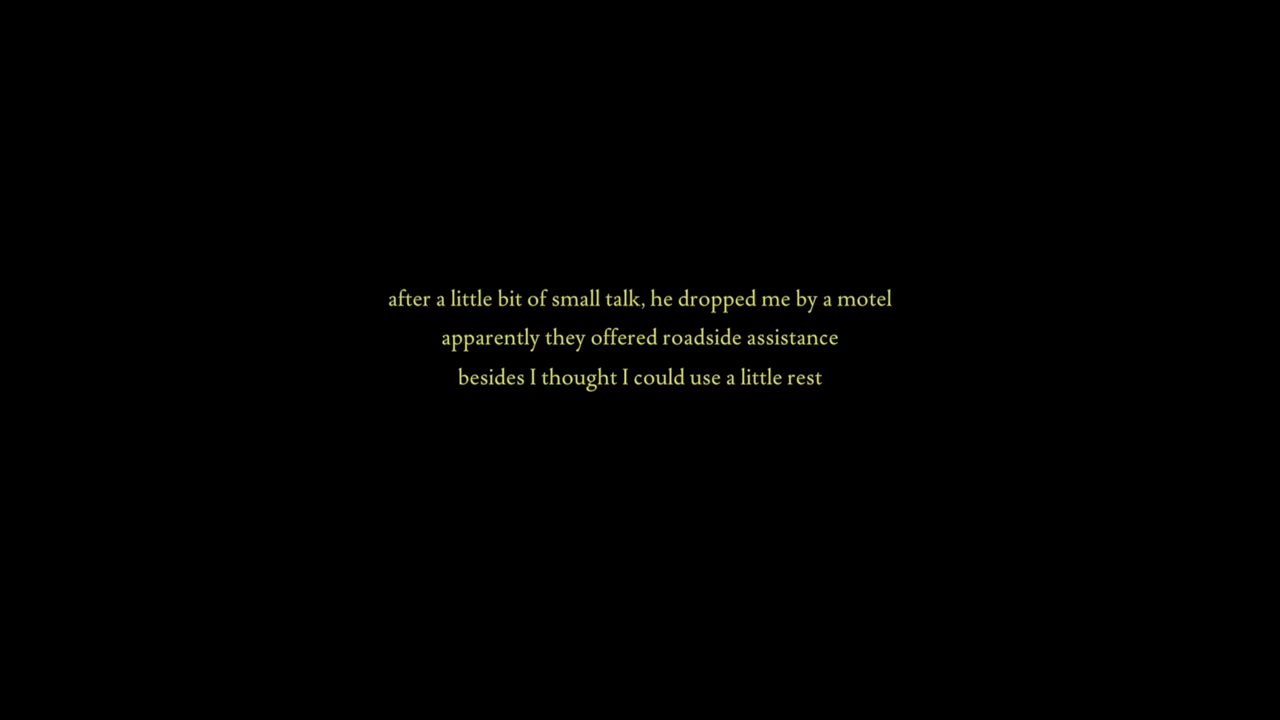 after a little bit of small talk, he dropped me by a motel
apparently they offered roadside assistance
besides I thought I could use a little rest